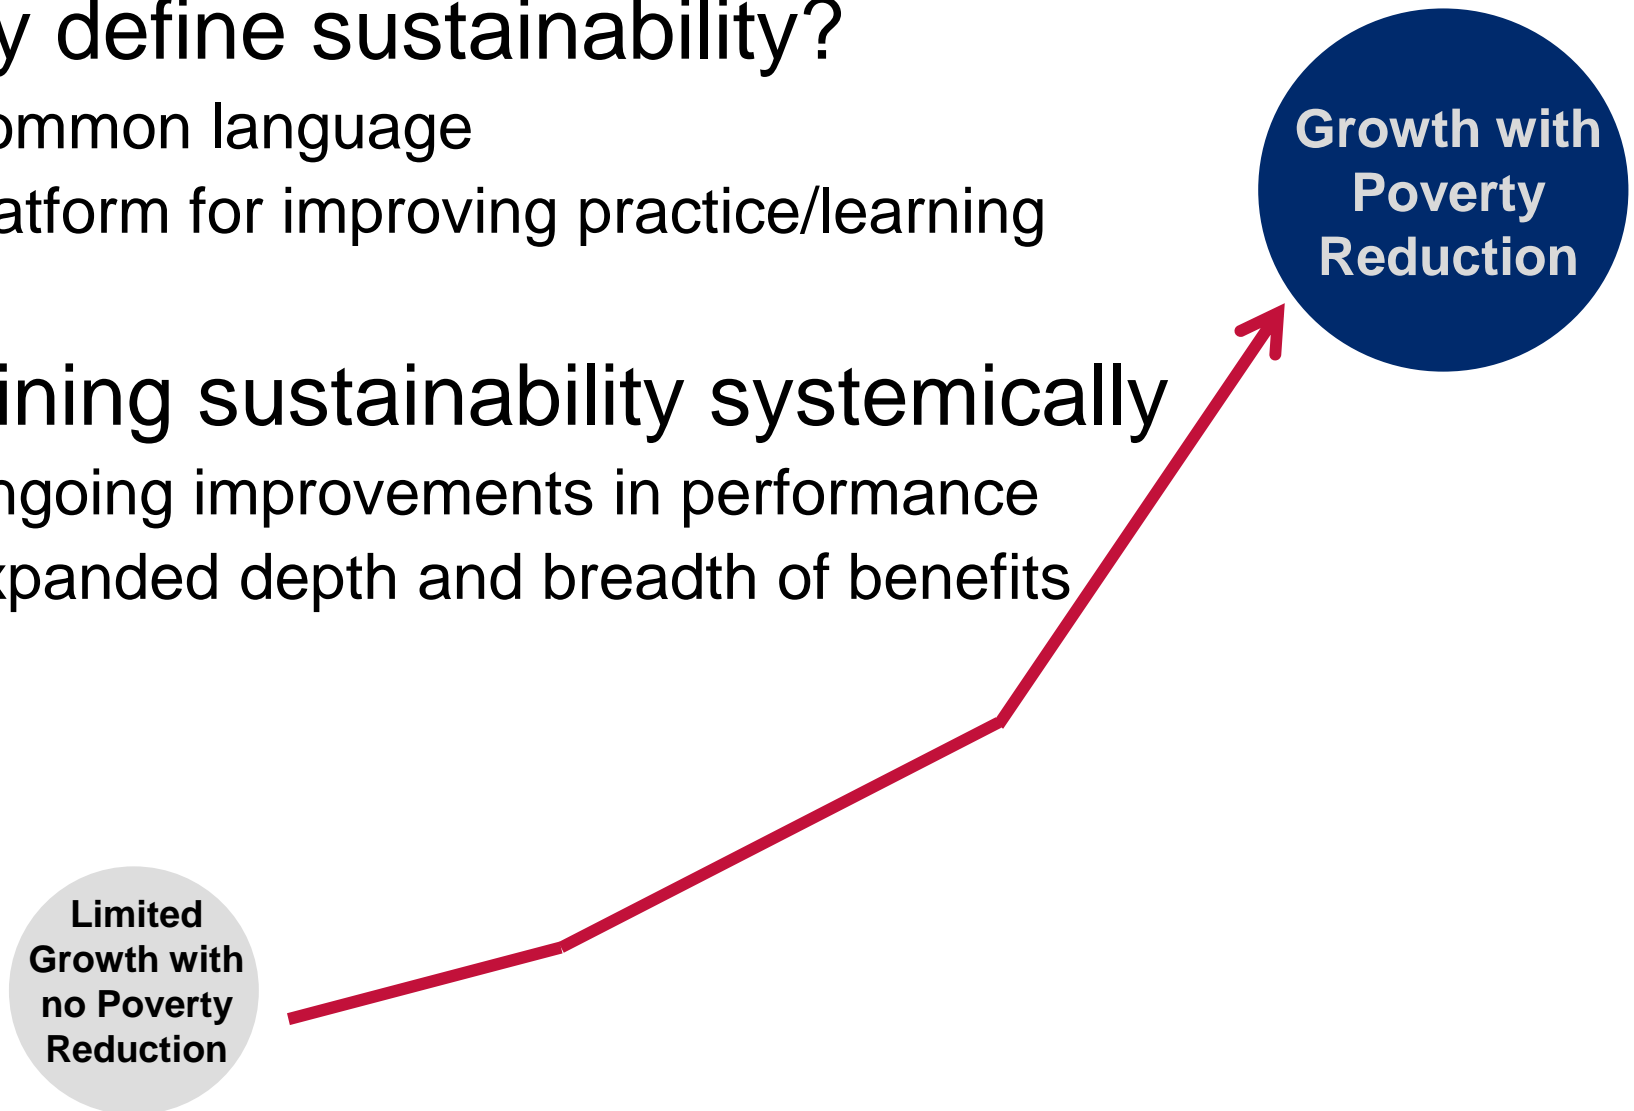 y define sustainability?
ommon language
atform for improving practice/learning
ining sustainability systemically
ngoing improvements in performance
xpanded depth and breadth of benefits
Growth with
Poverty
Reduction
Limited
Growth with
no Poverty
Reduction